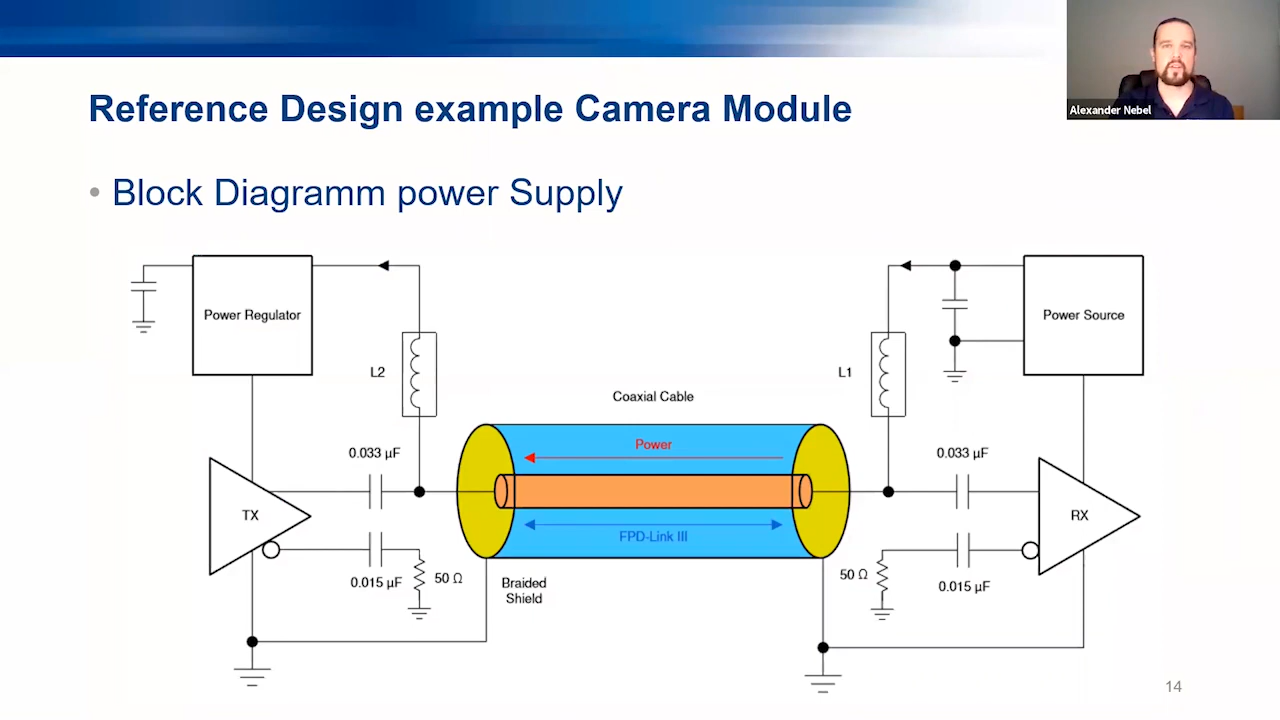 Alexander Nebel
Reference Design example Camera Module
• Block Diagramm power Supply
Power Regulator
Power Source
L2
L1
Coaxial Cable
Power
0.033 µF
0.033 µF
TX
RX
FPD-Link III
0.015 µF
50 Ω
Braided
Shield
50 Ω
0.015 µF
14